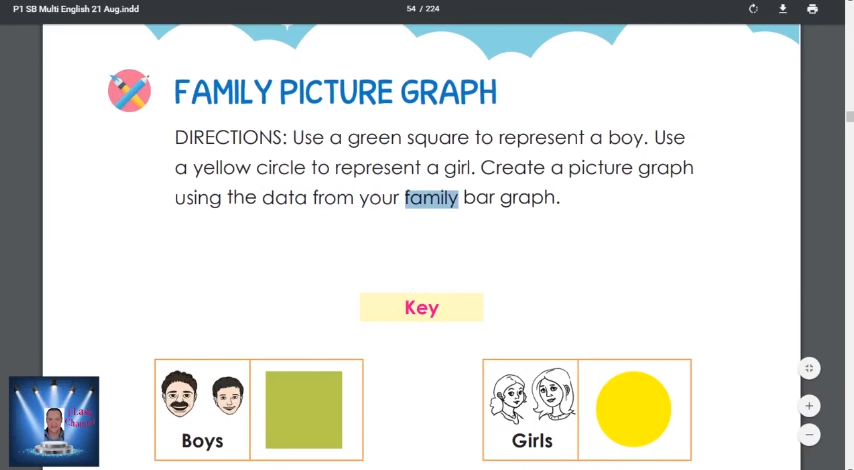 P1 SB Multi English 21 Aug.indd
54 / 224
FAMILY PICTURE GRAPH
DIRECTIONS: Use a green square to represent a boy. Use
a yellow circle to represent a girl. Create a picture graph
using the data from your family bar graph.
Key
Boys
Girls